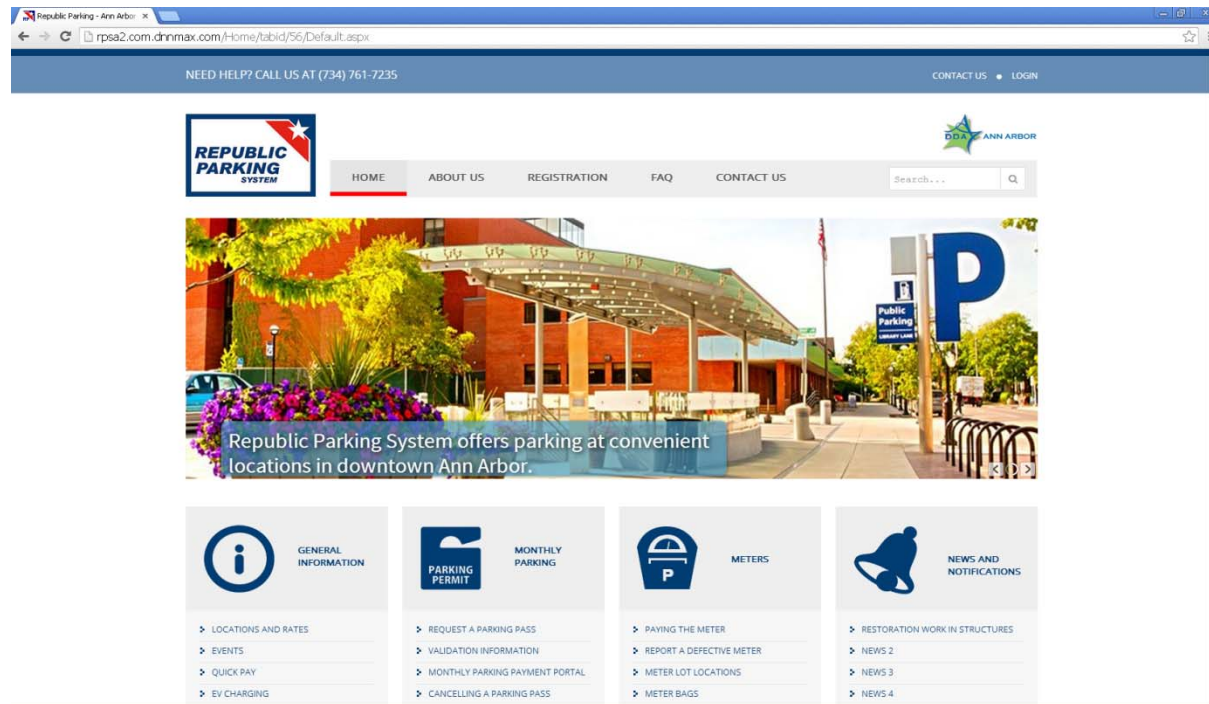 Republic Parking - Ann Arbor
rpsa2.com.dnnmax.com/Home/tabid/56/Default.aspx
NEED HELP? CALL US AT (734) 761-7235
CONTACT US
LOGIN
REPUBLIC
PARKING
SYSTEM
DDA ANN ARBOR
HOME
ABOUT US
REGISTRATION
FAQ
CONTACT US
Search...
P
Public
Parking
LIBRARY LANE
Republic Parking System offers parking at convenient
locations in downtown Ann Arbor.
GENERAL
INFORMATION
PARKING
PERMIT
MONTHLY
PARKING
P
METERS
NEWS AND
NOTIFICATIONS
LOCATIONS AND RATES
EVENTS
QUICK PAY
EV CHARGING
REQUEST A PARKING PASS
VALIDATION INFORMATION
MONTHLY PARKING PAYMENT PORTAL
CANCELLING A PARKING PASS
PAYING THE METER
REPORT A DEFECTIVE METER
METER LOT LOCATIONS
METER BAGS
RESTORATION WORK IN STRUCTURES
NEWS 2
NEWS 3
NEWS 4